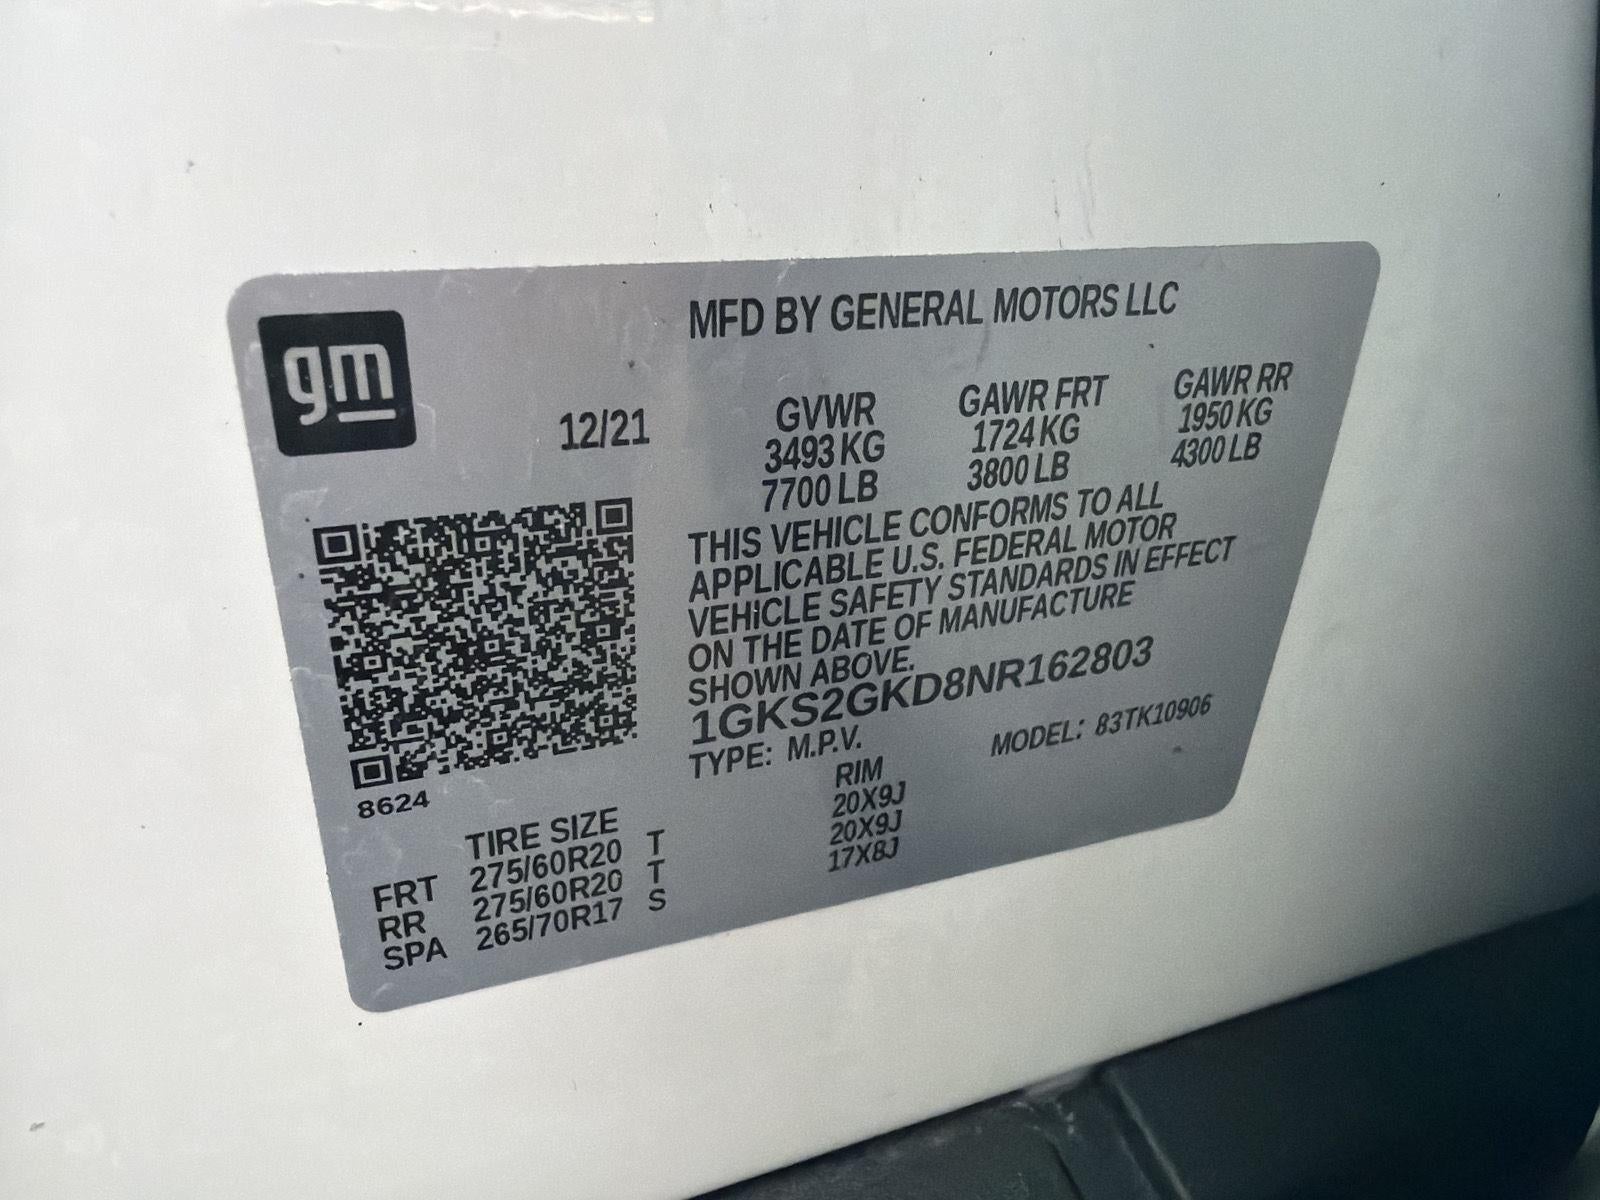 gm
MFD BY GENERAL MOTORS LLC
12/21
GVWR GAWR FRT GAWR RR
3493 KG 1724 KG 1950 KG
7700 LB 3800 LB 4300 LB
THIS VEHICLE CONFORMS TO ALL
APPLICABLE U.S. FEDERAL MOTOR
VEHICLE SAFETY STANDARDS IN EFFECT
ON THE DATE OF MANUFACTURE
SHOWN ABOVE.
1GKS2GKD8NR162803
TYPE: M.P.V. MODEL: 83TK10906
8624
TIRE SIZE RIM
FRT 275/60R20 T 20X9J
RR 275/60R20 T 20X9J
SPA 265/70R17 S 17X8J